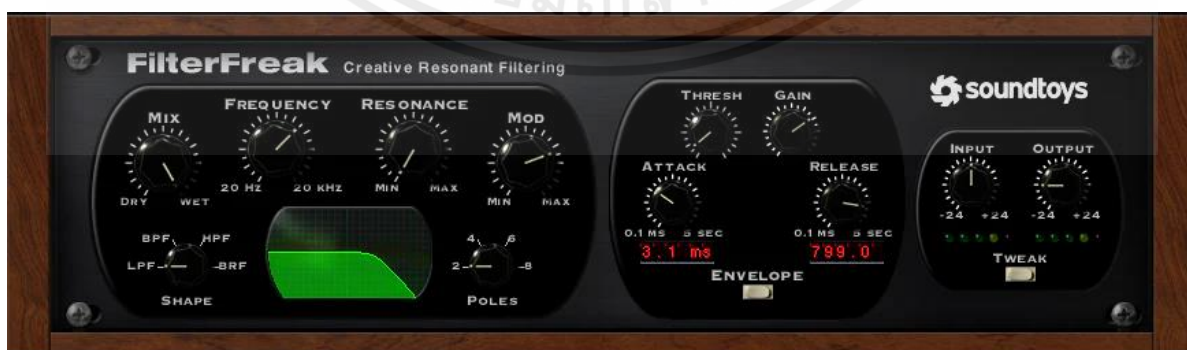 FilterFreak Creative Resonant Filtering
soundtoys
MIX
FREQUENCY
RESONANCE
MOD
DRY WET
20 HZ 20 KHZ
MIN MAX
MIN MAX
BPF HPF
LPF BRF
SHAPE
4 6
2 8
POLES
THRESH GAIN
ATTACK RELEASE
0.1 MS 5 SEC
0.1 MS 5 SEC
3.1 ms
799.0
ENVELOPE
INPUT OUTPUT
-24 +24
-24 +24
TWEAK